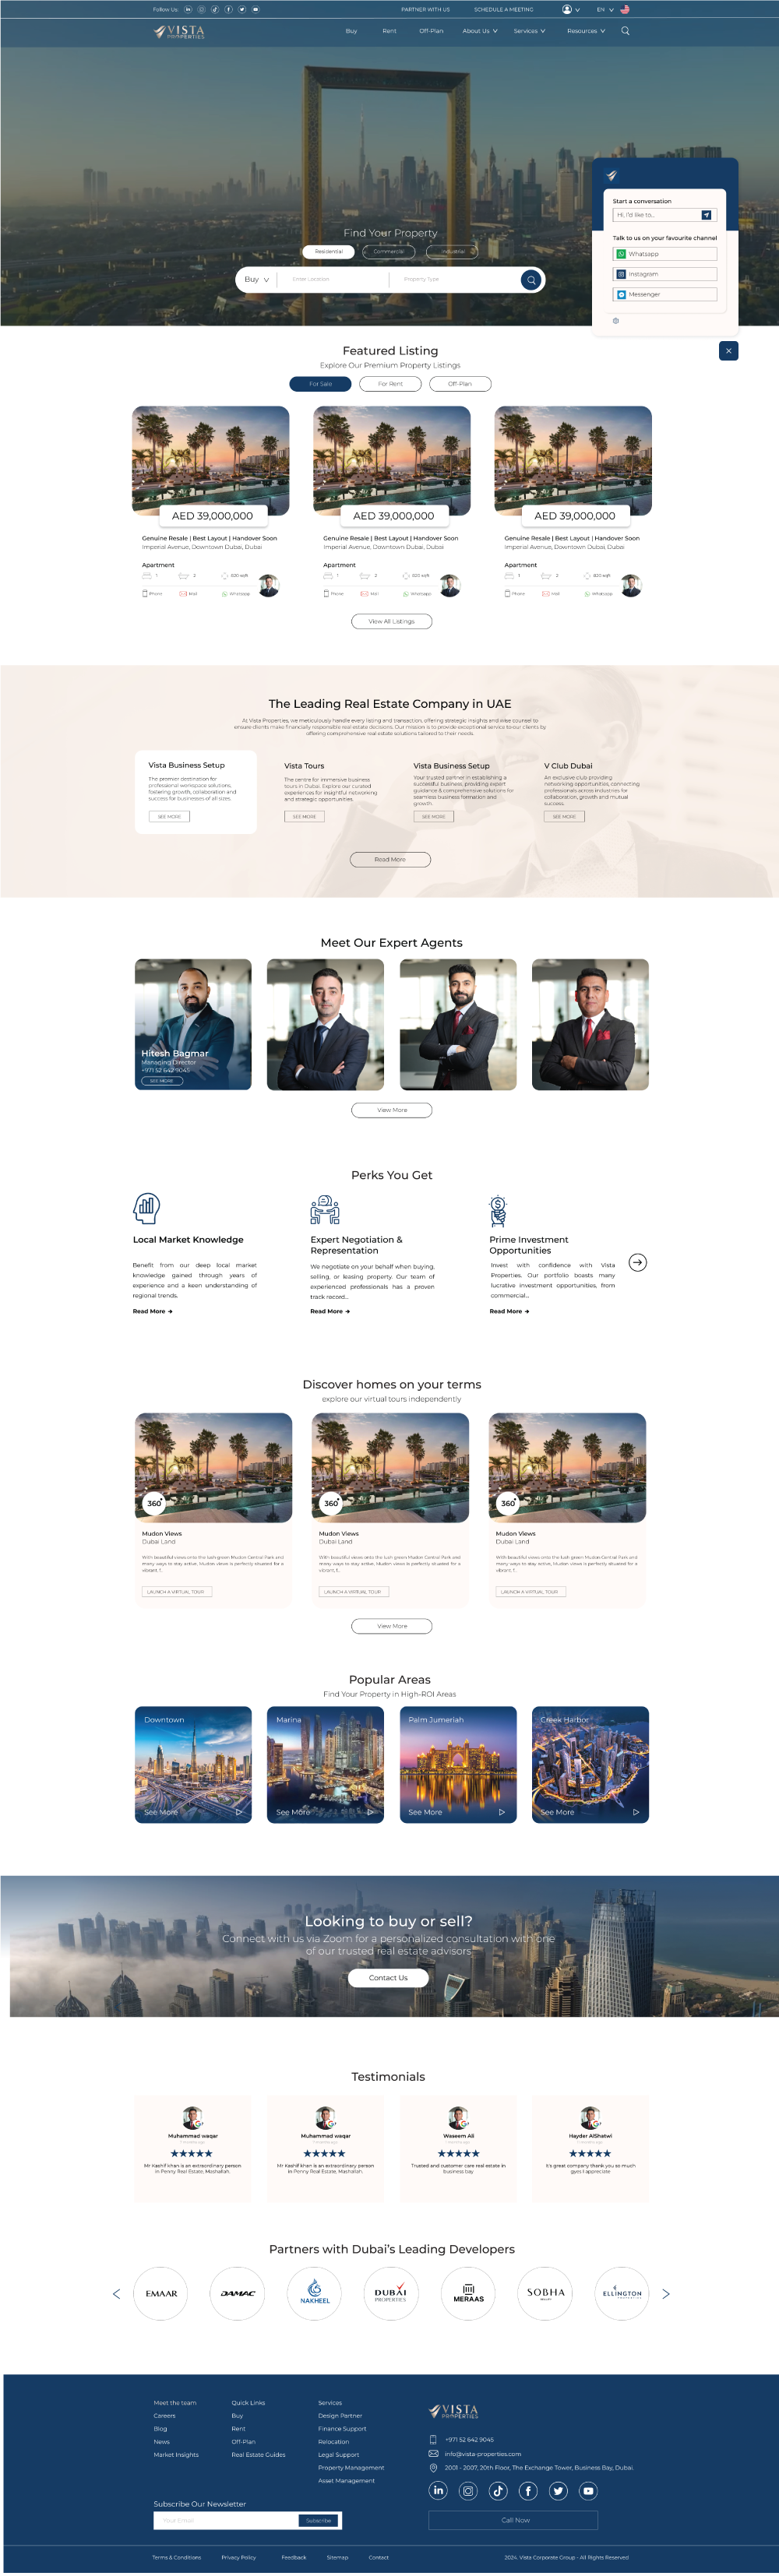 Follow Us:
PARTNER WITH US
SCHEDULE A MEETING
EN
VISTA
PROPERTIES
Buy
Rent
Off-Plan
About Us
Services
Resources
Find Your Property
Residential
Commercial
Industrial
Buy
Enter Location
Property Type
Start a conversation
Hi, I'd like to...
Talk to us on your favourite channel
Whatsapp
Instagram
Messenger
Featured Listing
Explore Our Premium Property Listings
For Sale
For Rent
Off-Plan
AED 39,000,000
Genuine Resale | Best Layout | Handover Soon
Imperial Avenue, Downtown Dubai, Dubai
Apartment
1
2
820 sqft
Phone
Mail
Whatsapp
AED 39,000,000
Genuine Resale | Best Layout | Handover Soon
Imperial Avenue, Downtown Dubai, Dubai
Apartment
1
2
820 sqft
Phone
Mail
Whatsapp
AED 39,000,000
Genuine Resale | Best Layout | Handover Soon
Imperial Avenue, Downtown Dubai, Dubai
Apartment
1
2
820 sqft
Phone
Mail
Whatsapp
View All Listings
The Leading Real Estate Company in UAE
At Vista Properties, we meticulously handle every listing and transaction, offering strategic insights and wise counsel to
ensure clients make financially responsible real estate decisions. Our mission is to provide exceptional service to our clients by
offering comprehensive real estate solutions tailored to their needs.
Vista Business Setup
The premier destination for
professional workspace solutions,
fostering growth, collaboration and
success for businesses of all sizes.
SEE MORE
Vista Tours
The centre for immersive business
tours in Dubai. Explore our curated
experiences for insightful networking
and strategic opportunities.
SEE MORE
Vista Business Setup
Your trusted partner in establishing a
successful business, providing expert
guidance & comprehensive solutions for
seamless business formation and
growth.
SEE MORE
V Club Dubai
An exclusive club providing
networking opportunities, connecting
professionals across industries for
collaboration, growth and mutual
success.
SEE MORE
Read More
Meet Our Expert Agents
Hitesh Bagmar
Managing Director
+971 52 642 9045
SEE MORE
View More
Perks You Get
Local Market Knowledge
Benefit from our deep local market
knowledge gained through years of
experience and a keen understanding of
regional trends.
Read More
Expert Negotiation &
Representation
We negotiate on your behalf when buying,
selling, or leasing property. Our team of
experienced professionals has a proven
track record...
Read More
Prime Investment
Opportunities
Invest with confidence with Vista
Properties. Our portfolio boasts many
lucrative investment opportunities, from
commercial...
Read More
Discover homes on your terms
explore our virtual tours independently
360°
Mudon Views
Dubai Land
With beautiful views onto the lush green Mudon Central Park and
many ways to stay active, Mudon views is perfectly situated for a
vibrant, f...
LAUNCH A VIRTUAL TOUR
360°
Mudon Views
Dubai Land
With beautiful views onto the lush green Mudon Central Park and
many ways to stay active, Mudon views is perfectly situated for a
vibrant, f...
LAUNCH A VIRTUAL TOUR
360°
Mudon Views
Dubai Land
With beautiful views onto the lush green Mudon Central Park and
many ways to stay active, Mudon views is perfectly situated for a
vibrant, f...
LAUNCH A VIRTUAL TOUR
View More
Popular Areas
Find Your Property in High-ROI Areas
Downtown
See More
Marina
See More
Palm Jumeriah
See More
Creek Harbor
See More
Looking to buy or sell?
Connect with us via Zoom for a personalized consultation with one
of our trusted real estate advisors
Contact Us
Testimonials
Muhammad waqar
Mr Kashif khan is an extraordinary person
in Penny Real Estate, Mashallah.
Muhammad waqar
Mr Kashif khan is an extraordinary person
in Penny Real Estate, Mashallah.
Waseem Ali
Trusted and customer care real estate in
business bay
Hayder AlShatwi
It's great company thank you so much
guys I appreciate
Partners with Dubai's Leading Developers
EMAAR
DAMAC
NAKHEEL
DUBAI
PROPERTIES
MERAAS
SOBHA
REALTY
ELLINGTON
PROPERTIES
Meet the team
Careers
Blog
News
Market Insights
Quick Links
Buy
Rent
Off-Plan
Real Estate Guides
Services
Design Partner
Finance Support
Relocation
Legal Support
Property Management
Asset Management
VISTA
PROPERTIES
+971 52 642 9045
info@vista-properties.com
2001 - 2007, 20th Floor, The Exchange Tower, Business Bay, Dubai.
Subscribe Our Newsletter
Your Email
Subscribe
Call Now
Terms & Conditions
Privacy Policy
Feedback
Sitemap
Contact
2024. Vista Corporate Group - All Rights Reserved